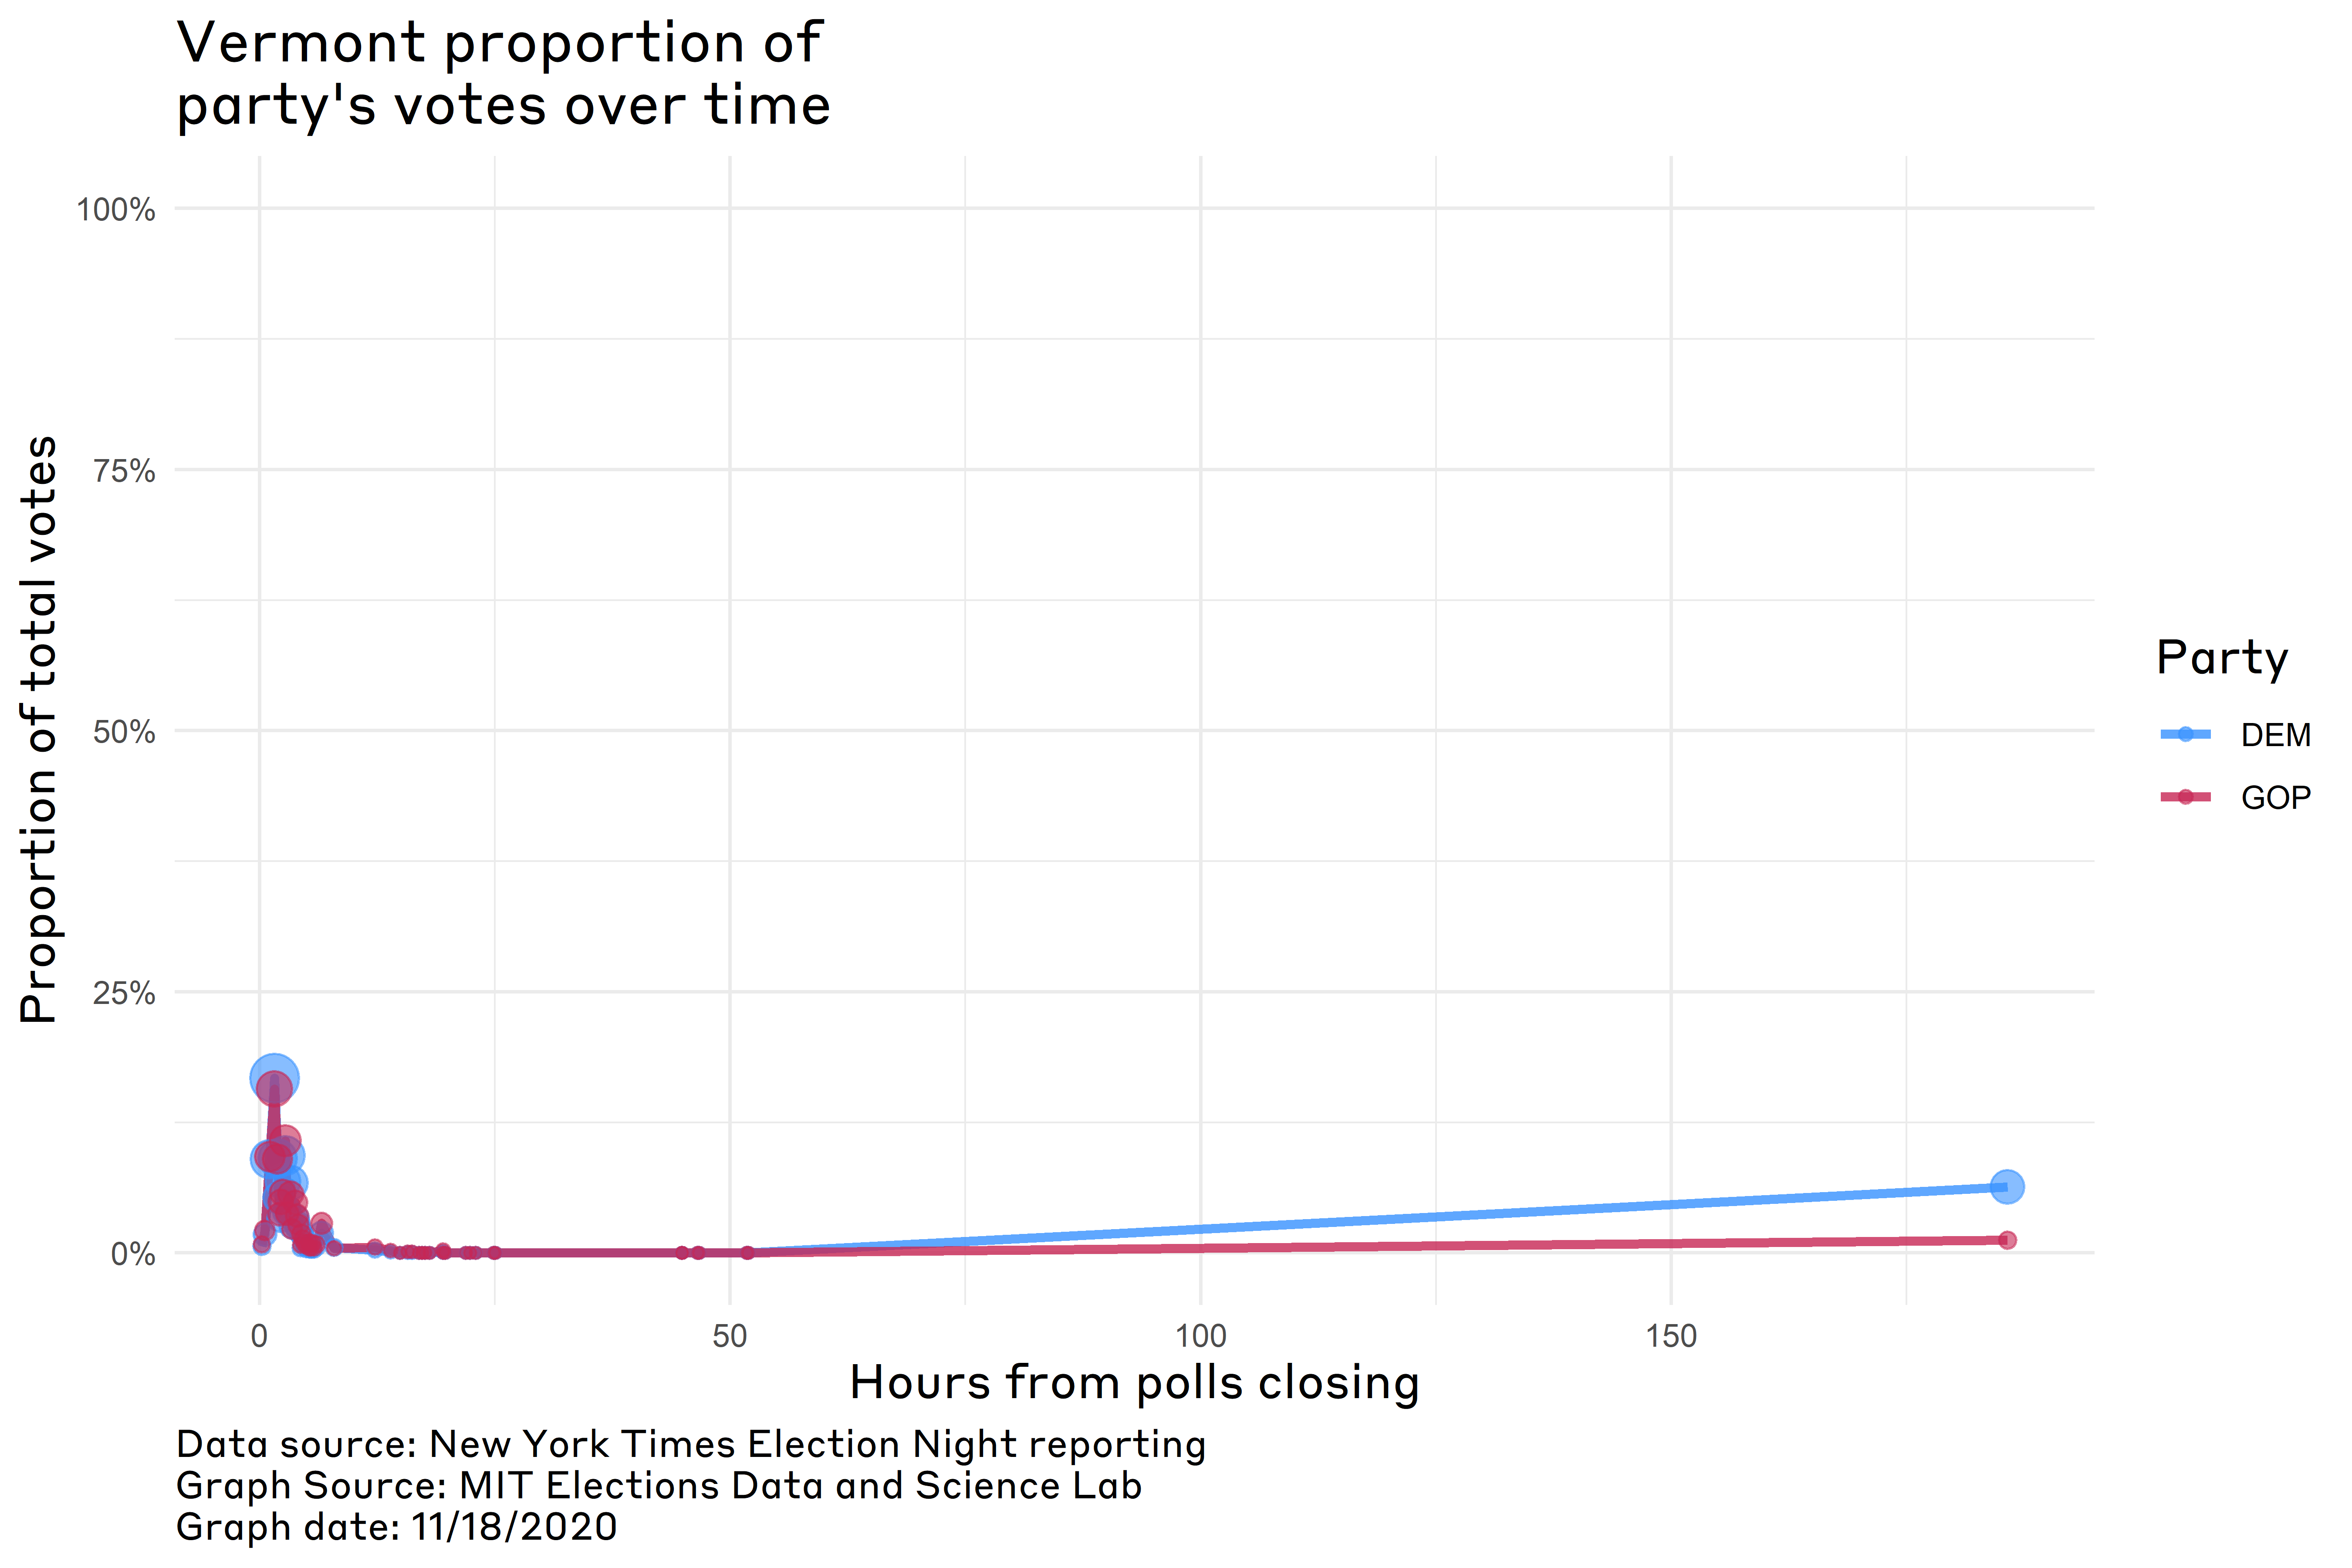 Vermont proportion of
party's votes over time
100%
75%
50%
25%
0%
Proportion of total votes
0 50 100 150
Hours from polls closing
Party
DEM
GOP
Data source: New York Times Election Night reporting
Graph Source: MIT Elections Data and Science Lab
Graph date: 11/18/2020